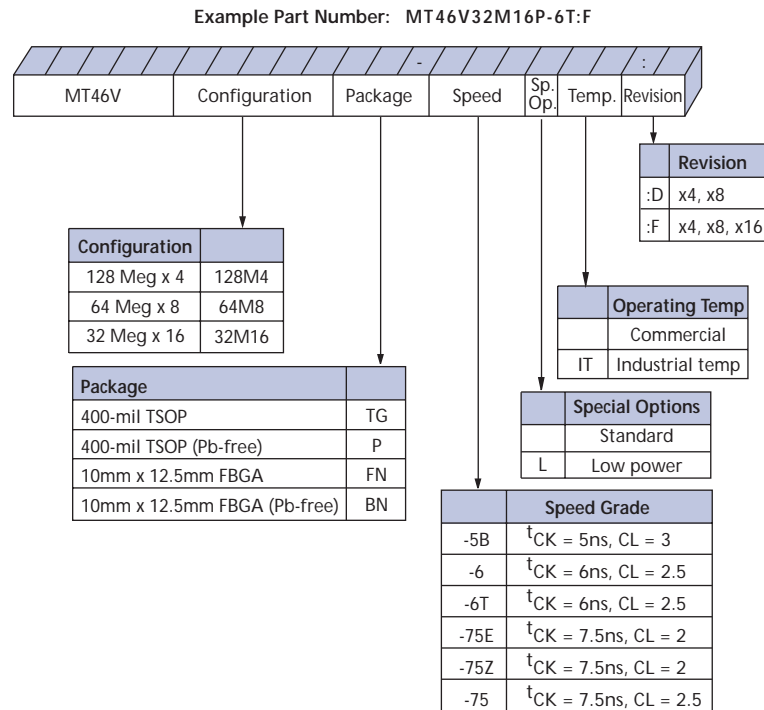 Example Part Number: MT46V32M16P-6T:F
- :
MT46V Configuration Package Speed Sp. Op. Temp. Revision
Revision
:D x4, x8
:F x4, x8, x16
Configuration
128 Meg x 4 128M4
64 Meg x 8 64M8
32 Meg x 16 32M16
Operating Temp
Commercial
IT Industrial temp
Package
400-mil TSOP TG
400-mil TSOP (Pb-free) P
10mm x 12.5mm FBGA FN
10mm x 12.5mm FBGA (Pb-free) BN
Special Options
Standard
L Low power
Speed Grade
-5B tCK = 5ns, CL = 3
-6 tCK = 6ns, CL = 2.5
-6T tCK = 6ns, CL = 2.5
-75E tCK = 7.5ns, CL = 2
-75Z tCK = 7.5ns, CL = 2
-75 tCK = 7.5ns, CL = 2.5